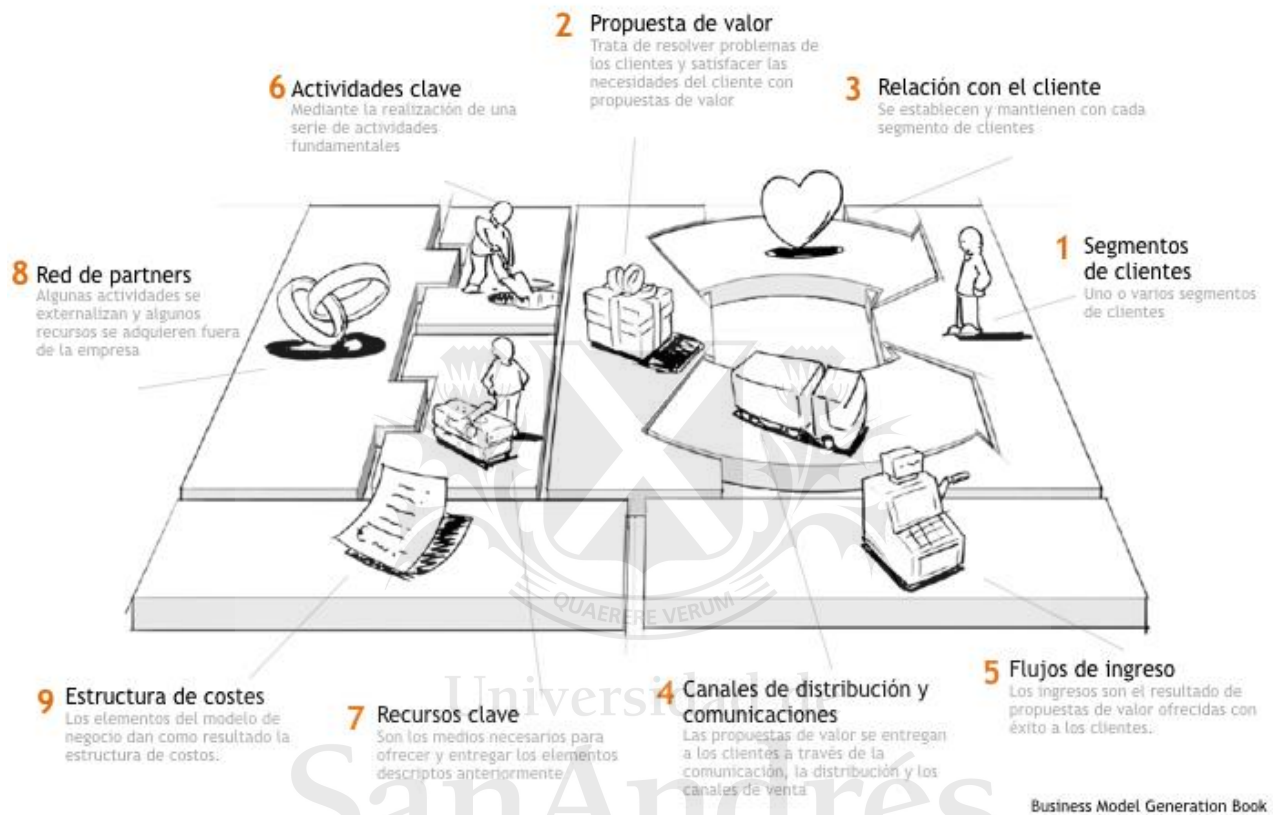 2 Propuesta de valor
Trata de resolver problemas de
los clientes y satisfacer las
necesidades del cliente con
propuestas de valor
6 Actividades clave
Mediante la realización de una
serie de actividades
fundamentales
3 Relación con el cliente
Se establecen y mantienen con cada
segmento de clientes
1 Segmentos
de clientes
Uno o varios segmentos
de clientes
8 Red de partners
Algunas actividades se
externalizan y algunos
recursos se adquieren fuera
de la empresa
QUAERERE VERUM
9 Estructura de costes
Los elementos del modelo de
negocio dan como resultado la
estructura de costos.
7 Recursos clave
Son los medios necesarios para
ofrecer y entregar los elementos
descriptos anteriormente
4 Canales de distribución y
comunicaciones
Las propuestas de valor se entregan
a los clientes a través de la
comunicación, la distribución y los
canales de venta
5 Flujos de ingreso
Los ingresos son el resultado de
propuestas de valor ofrecidas con
éxito a los clientes.
Universidad de
SanAndrés
Business Model Generation Book